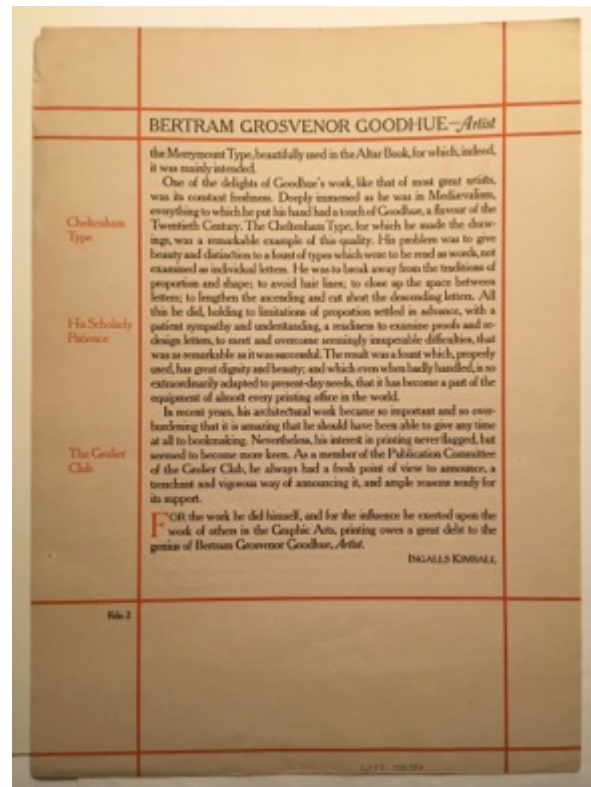 BERTRAM GROSVENOR GOODHUE—Artist
the Merrymount Type, beautifully used in the Altar Book, for which, indeed,
it was mainly intended.
One of the delights of Goodhue's work, like that of most great artists,
was its constant freshness. Deeply immersed as he was in Mediævalism,
everything to which he put his hand had a touch of Goodhue, a flavour of the
Twentieth Century. The Cheltenham Type, for which he made the draw-
ings, was a remarkable example of this quality. His problem was to give
beauty and distinction to a fount of types which were to be read as words, not
examined as individual letters. He was to break away from the traditions of
proportion and shape; to avoid hair lines; to close up the space between
letters; to lengthen the ascending and cut short the descending letters. All
this he did, holding to limitations of proportion settled in advance, with a
patient sympathy and understanding, a readiness to examine proofs and re-
design letters, to meet and overcome seemingly insuperable difficulties, that
was as remarkable as it was successful. The result was a fount which, properly
used, has great dignity and beauty; and which even when badly handled, is so
extraordinarily adapted to present-day needs, that it has become a part of the
equipment of almost every printing office in the world.
In recent years, his architectural work became so important and so over-
burdening that it is amazing that he should have been able to give any time
at all to bookmaking. Nevertheless, his interest in printing never flagged, but
seemed to become more keen. As a member of the Publication Committee
of the Grolier Club, he always had a fresh point of view to announce, a
trenchant and vigorous way of announcing it, and ample reasons ready for
its support.
FOR the work he did himself, and for the influence he exerted upon the
work of others in the Graphic Arts, printing owes a great debt to the
genius of Bertram Grosvenor Goodhue, Artist.
INGALLS KIMBALL
Cheltenham
Type
His Scholarly
Patience
The Grolier
Club
Folio 2